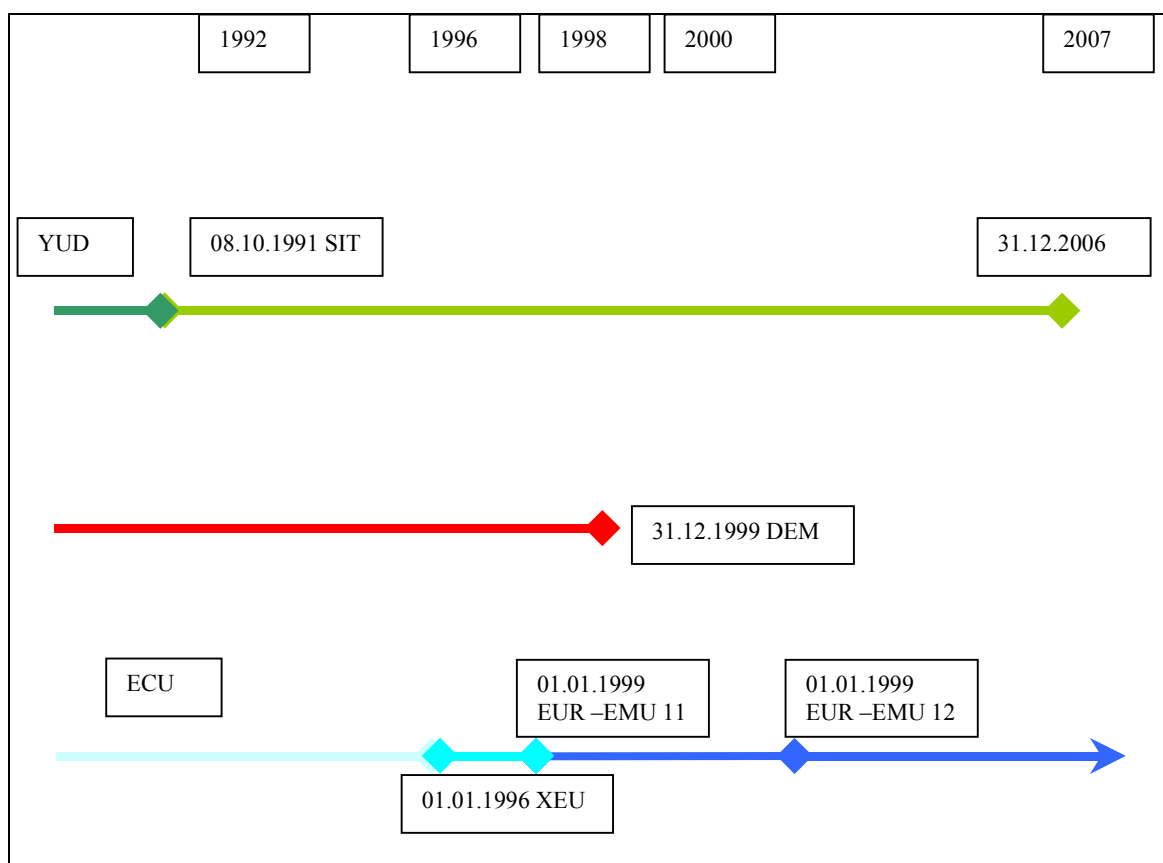 1992
1996
1998
2000
2007
YUD
08.10.1991 SIT
31.12.2006
31.12.1999 DEM
ECU
01.01.1999
EUR –EMU 11
01.01.1999
EUR –EMU 12
01.01.1996 XEU